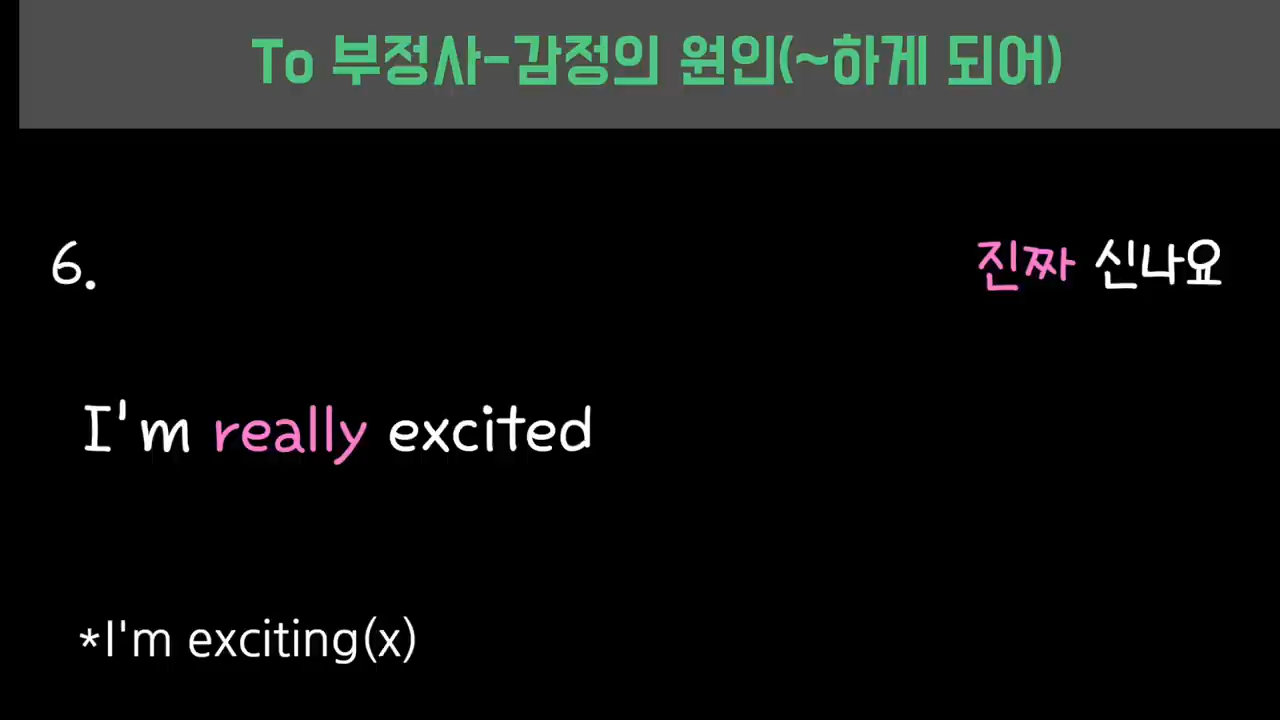 To 부정사-감정의 원인(~하게 되어)
6. 진짜 신나요
I'm really excited
*I'm exciting(x)